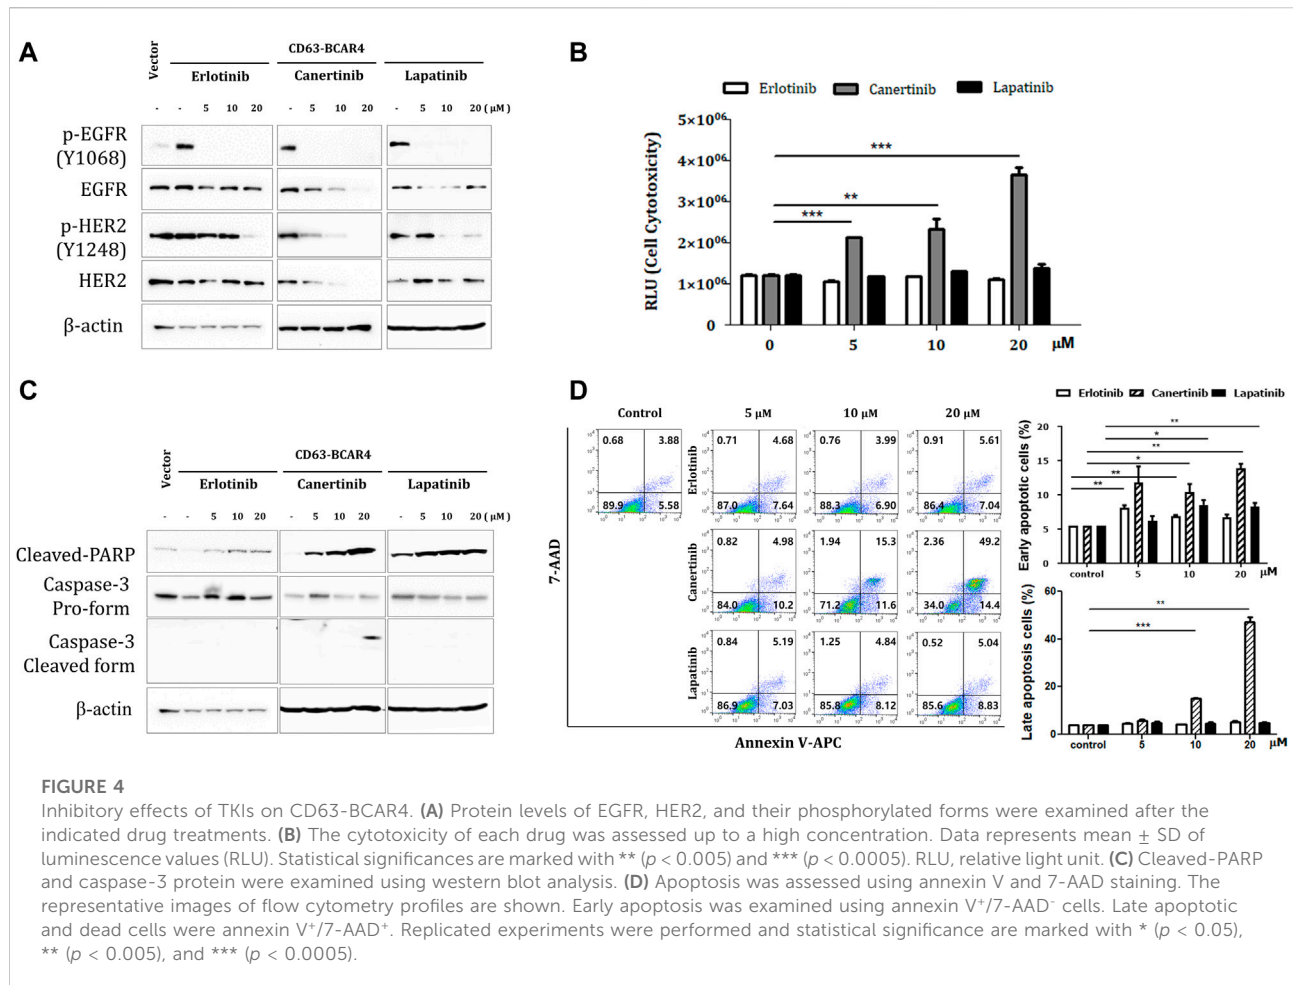 A
CD63-BCAR4
Vector
Erlotinib
Canertinib
Lapatinib
- - 5 10 20 - 5 10 20 - 5 10 20 ( µM )
p-EGFR
(Y1068)
EGFR
p-HER2
(Y1248)
HER2
β-actin
B
Erlotinib Canertinib Lapatinib
RLU (Cell Cytotoxicity)
5×10⁰⁶
4×10⁰⁶
3×10⁰⁶
2×10⁰⁶
1×10⁰⁶
0
***
**
***
0 5 10 20 µM
C
CD63-BCAR4
Vector
Erlotinib
Canertinib
Lapatinib
- - 5 10 20 - 5 10 20 - 5 10 20 ( µM )
Cleaved-PARP
Caspase-3
Pro-form
Caspase-3
Cleaved form
β-actin
D
Control 5 µM 10 µM 20 µM
7-AAD
Erlotinib
0.68 3.88 0.71 4.68 0.76 3.99 0.91 5.61
89.9 5.58 87.0 7.64 88.3 6.90 86.4 7.04
Canertinib
0.82 4.98 1.94 15.3 2.36 49.2
84.0 10.2 71.2 11.6 34.0 14.4
Lapatinib
0.84 5.19 1.25 4.84 0.52 5.04
86.9 7.03 85.8 8.12 85.6 8.83
Annexin V-APC
Erlotinib Canertinib Lapatinib
Early apoptotic cells (%)
20
15
10
5
0
**
*
**
*
**
**
control 5 10 20 µM
Late apoptosis cells (%)
60
40
20
0
**
***
control 5 10 20 µM
FIGURE 4
Inhibitory effects of TKIs on CD63-BCAR4. (A) Protein levels of EGFR, HER2, and their phosphorylated forms were examined after the
indicated drug treatments. (B) The cytotoxicity of each drug was assessed up to a high concentration. Data represents mean ± SD of
luminescence values (RLU). Statistical significances are marked with ** (p < 0.005) and *** (p < 0.0005). RLU, relative light unit. (C) Cleaved-PARP
and caspase-3 protein were examined using western blot analysis. (D) Apoptosis was assessed using annexin V and 7-AAD staining. The
representative images of flow cytometry profiles are shown. Early apoptosis was examined using annexin V⁺/7-AAD⁻ cells. Late apoptotic
and dead cells were annexin V⁺/7-AAD⁺. Replicated experiments were performed and statistical significance are marked with * (p < 0.05),
** (p < 0.005), and *** (p < 0.0005).